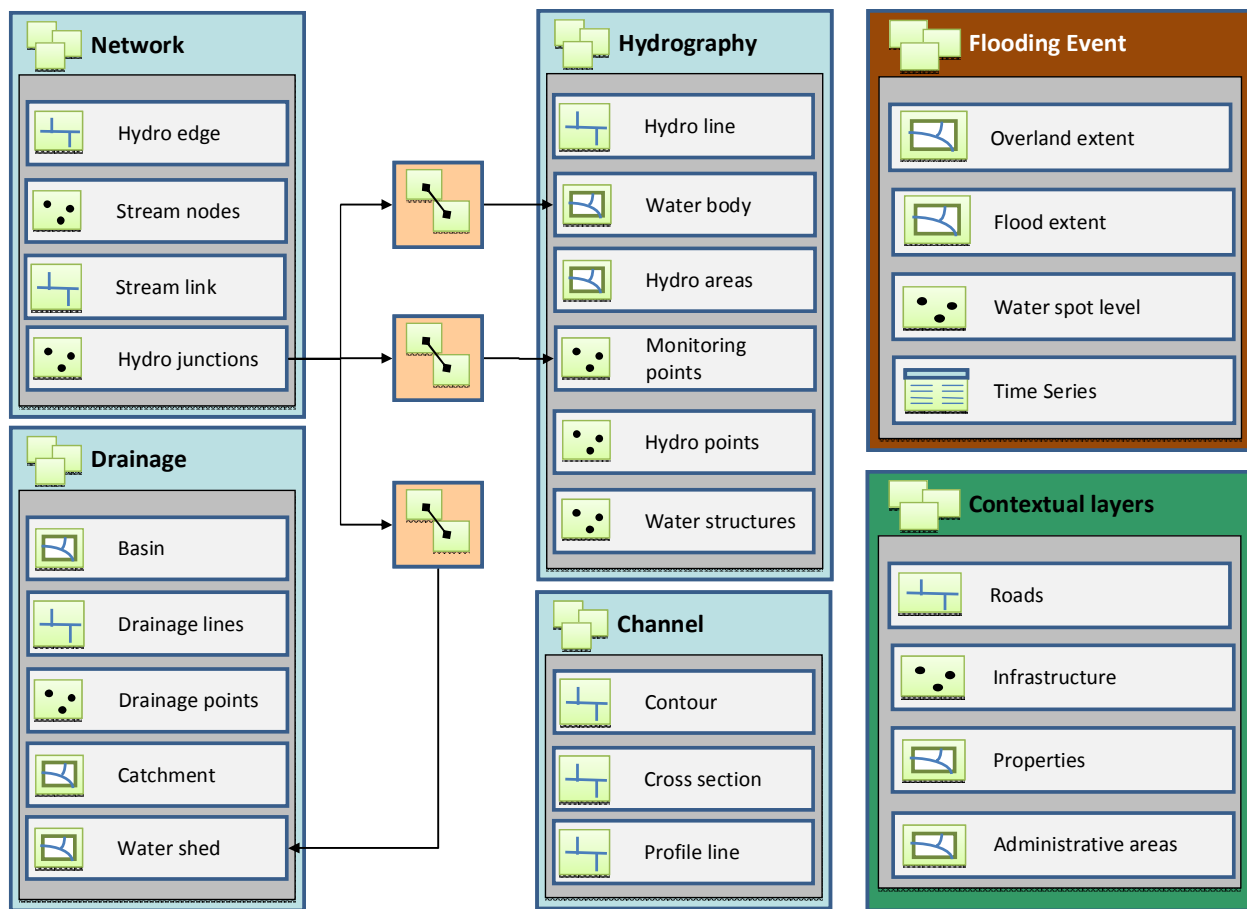 Network
Hydro edge
Stream nodes
Stream link
Hydro junctions
Drainage
Basin
Drainage lines
Drainage points
Catchment
Water shed
Hydrography
Hydro line
Water body
Hydro areas
Monitoring
points
Hydro points
Water structures
Channel
Contour
Cross section
Profile line
Flooding Event
Overland extent
Flood extent
Water spot level
Time Series
Contextual layers
Roads
Infrastructure
Properties
Administrative areas